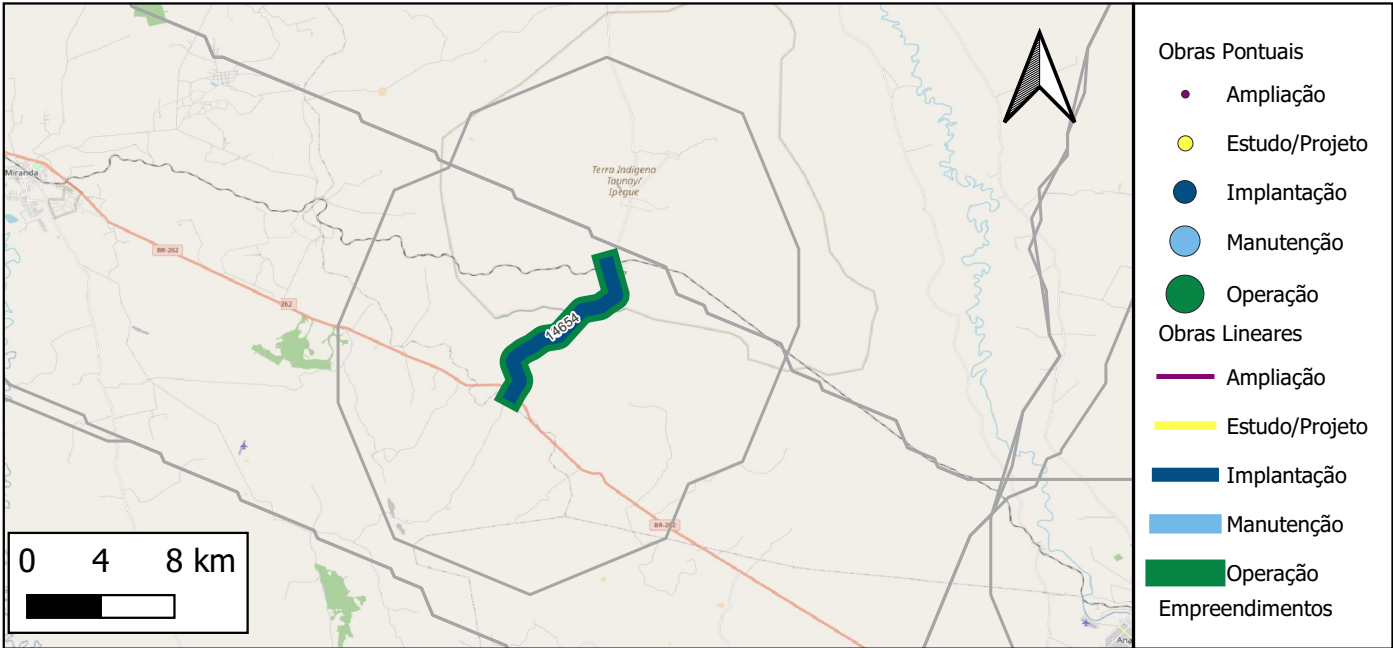 Miranda
Terra Indígena
Taunay/
Ipegue
BR-262
262
14654
BR-262
Ana
0 4 8 km
Obras Pontuais
Ampliação
Estudo/Projeto
Implantação
Manutenção
Operação
Obras Lineares
Ampliação
Estudo/Projeto
Implantação
Manutenção
Operação
Empreendimentos